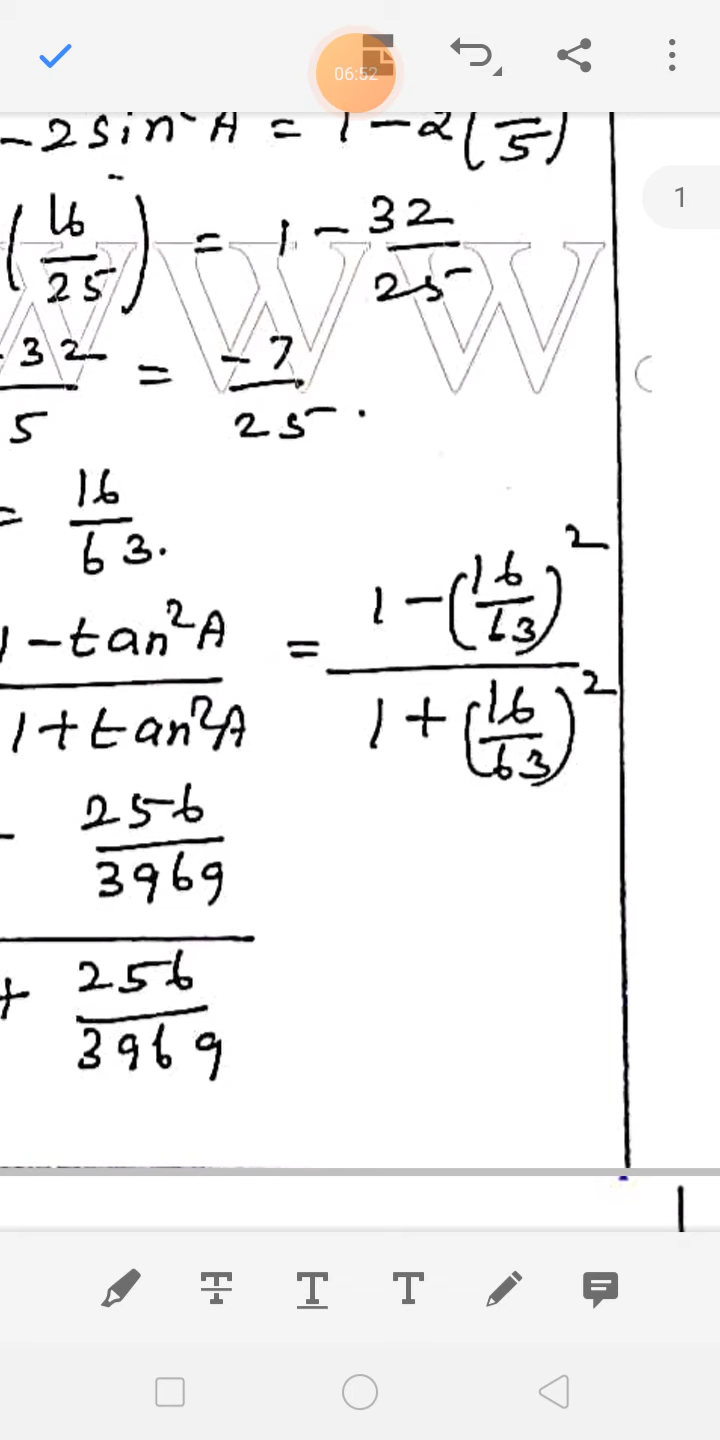 06:52
-2sin²A = 1-2(_/5)
1
(16/25) = 1 - 32/25
W W W
-32/5 = -7/25.
= 16/63.
1-tan²A/1+tan²A = 1-(16/63)²/1+(16/63)²
- 256/3969
+ 256/3969
T T T